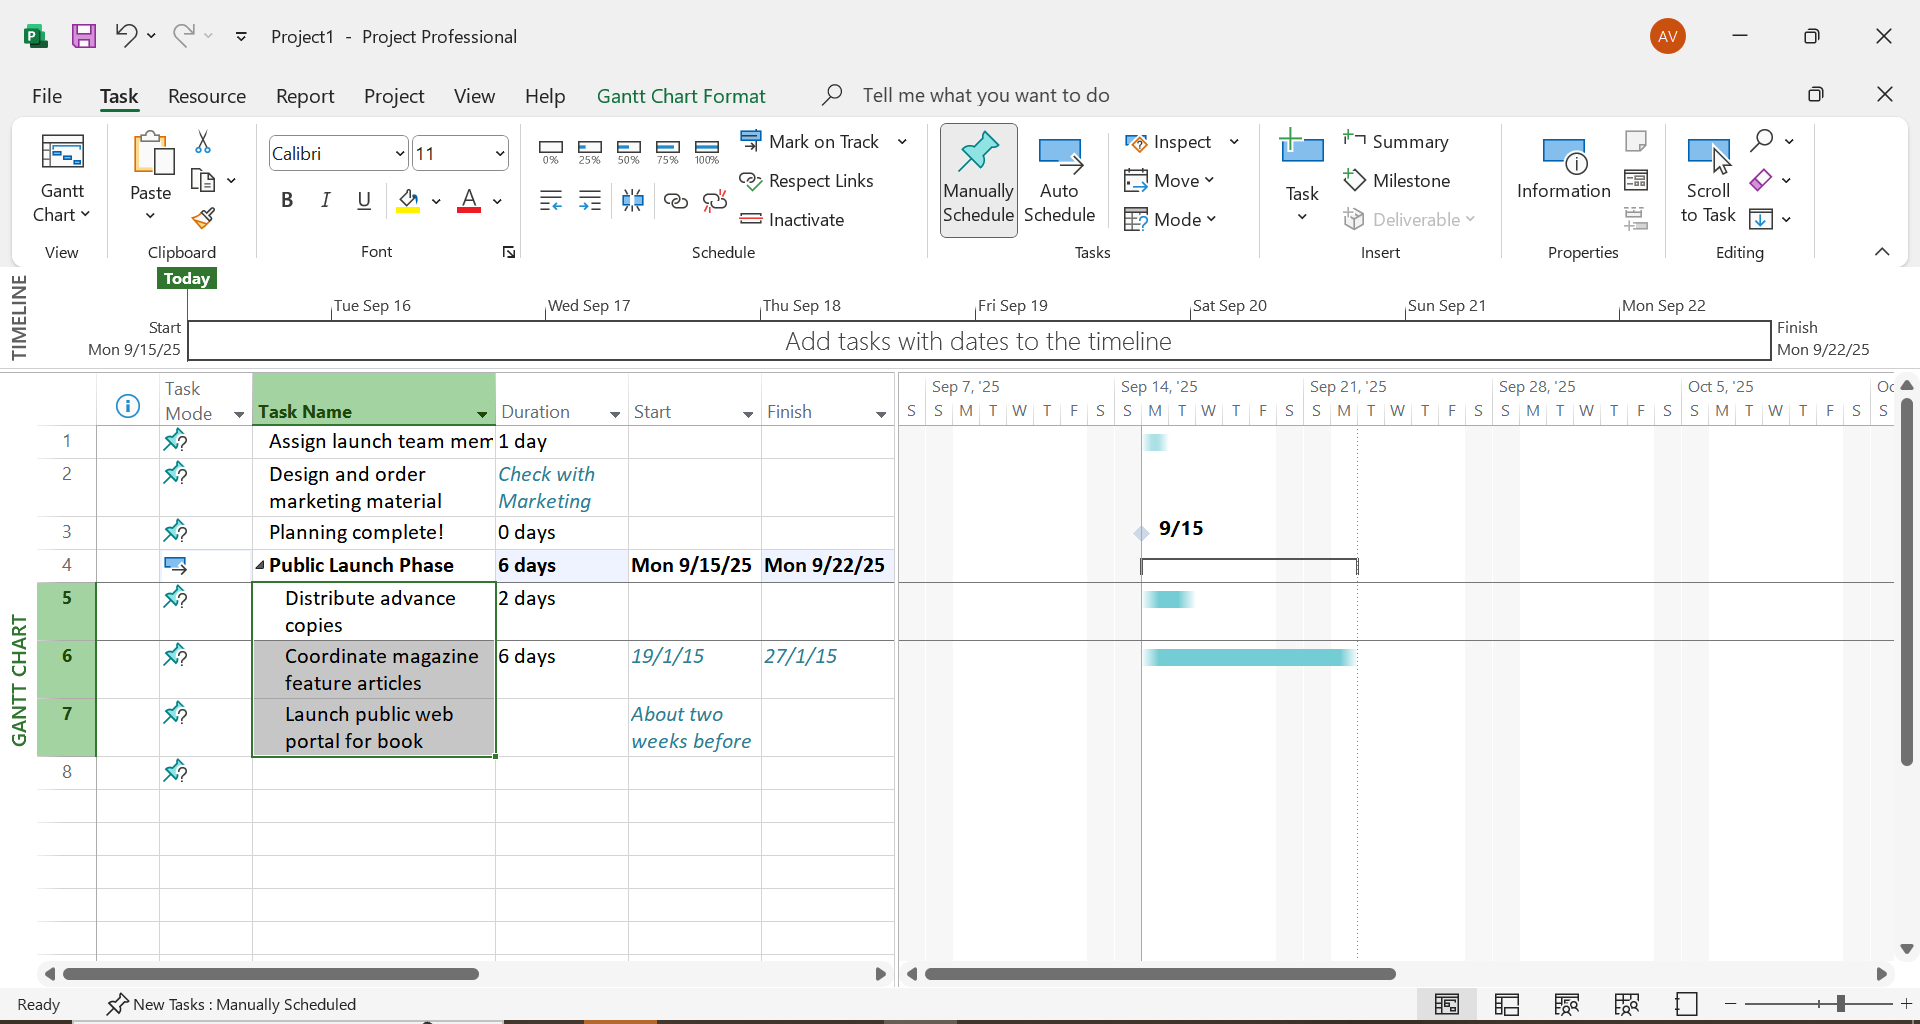 Project1 - Project Professional
AV
File Task Resource Report Project View Help Gantt Chart Format Tell me what you want to do
Gantt Chart
View
Paste
Clipboard
Calibri 11
B I U A
Font
0% 25% 50% 75% 100%
Mark on Track
Respect Links
Inactivate
Schedule
Manually Schedule
Auto Schedule
Inspect
Move
Mode
Tasks
Task
Summary
Milestone
Deliverable
Insert
Information
Properties
Scroll to Task
Editing
TIMELINE
Today
Tue Sep 16 Wed Sep 17 Thu Sep 18 Fri Sep 19 Sat Sep 20 Sun Sep 21 Mon Sep 22
Start
Mon 9/15/25
Add tasks with dates to the timeline
Finish
Mon 9/22/25
GANTT CHART
Task Mode Task Name Duration Start Finish
Sep 7, '25 Sep 14, '25 Sep 21, '25 Sep 28, '25 Oct 5, '25 Oc
S S M T W T F S S M T W T F S S M T W T F S S M T W T F S S M T W T F S S
1 Assign launch team mem 1 day
2 Design and order marketing material Check with Marketing
3 Planning complete! 0 days 9/15
4 Public Launch Phase 6 days Mon 9/15/25 Mon 9/22/25
5 Distribute advance copies 2 days
6 Coordinate magazine feature articles 6 days 19/1/15 27/1/15
7 Launch public web portal for book About two weeks before
8
Ready New Tasks : Manually Scheduled